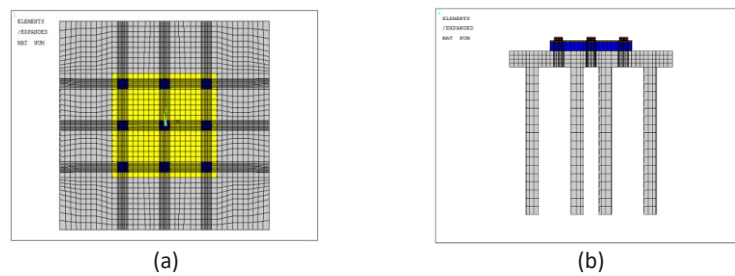 ELEMENTS
/EXPANDED
MAT NUM
ELEMENTS
/EXPANDED
MAT NUM
(a)
(b)